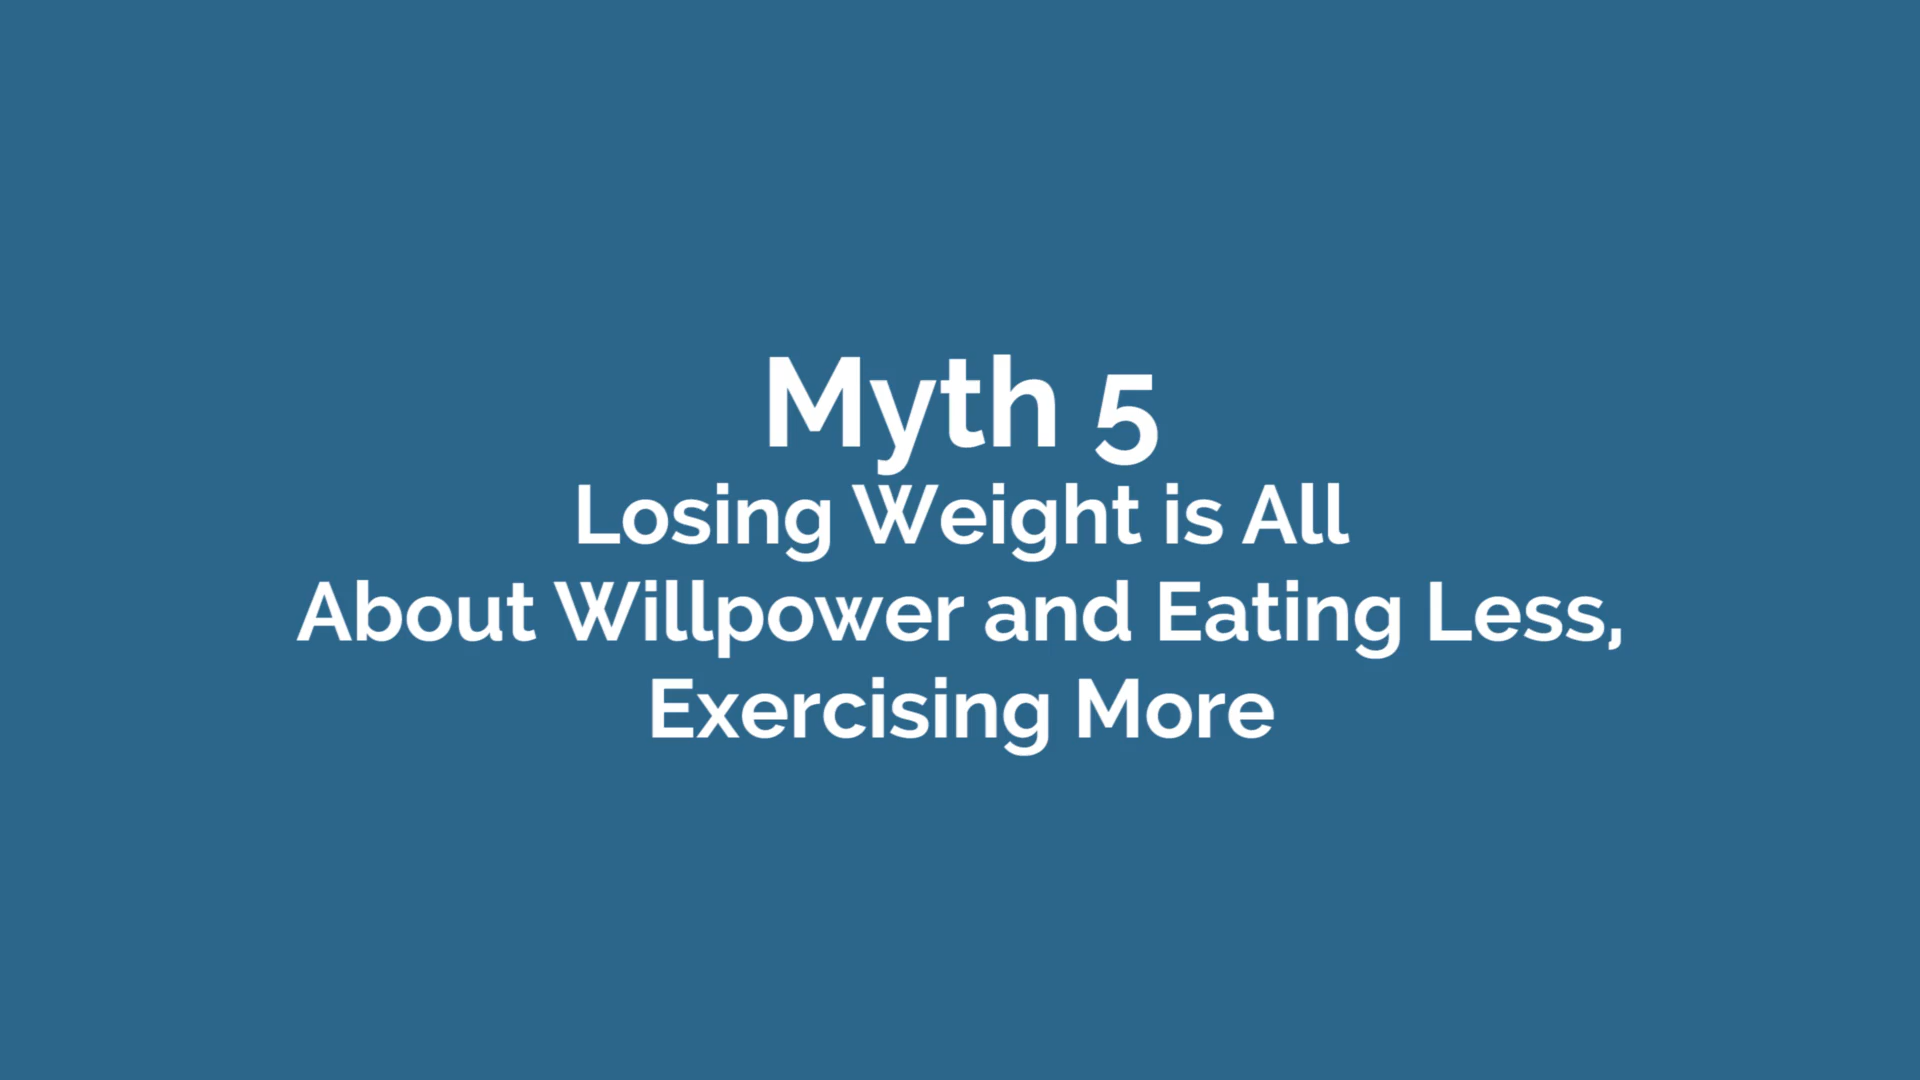 Myth 5
Losing Weight is All
About Willpower and Eating Less,
Exercising More